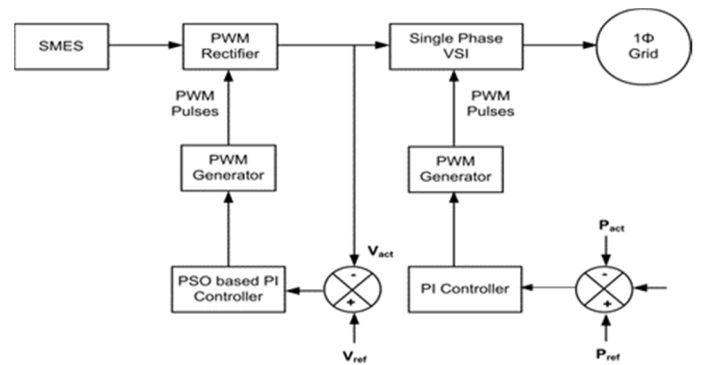 SMES
PWM
Rectifier
Single Phase
VSI
1Φ
Grid
PWM
Pulses
PWM
Pulses
PWM
Generator
PWM
Generator
Vact
Pact
-
-
PSO based PI
Controller
PI Controller
+
+
Vref
Pref